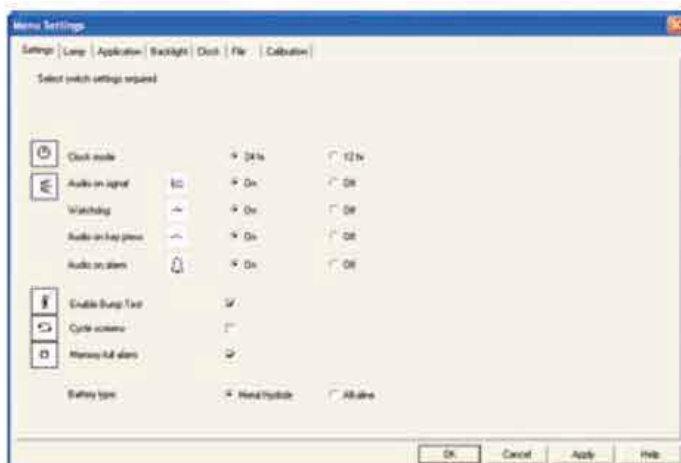 Menu Settings
Settings Lamp Application Backlight Clock File Calibration
Select switch settings required
Clock mode 24 hr 12 hr
Audio on signal On Off
Watchdog On Off
Audio on key press On Off
Audio on alarm On Off
Enable Bump Test
Cycle screens
Memory full alarm
Battery type Metal Hydride Alkaline
OK Cancel Apply Help